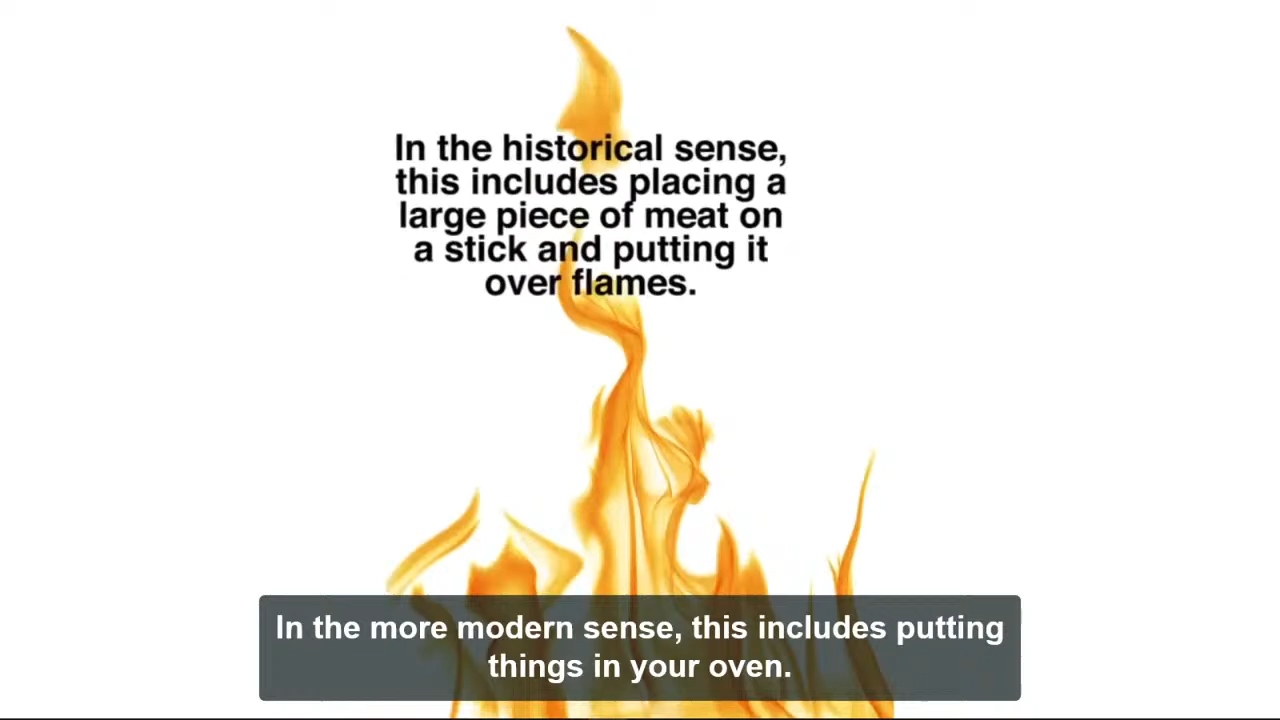 In the historical sense,
this includes placing a
large piece of meat on
a stick and putting it
over flames.
In the more modern sense, this includes putting
things in your oven.